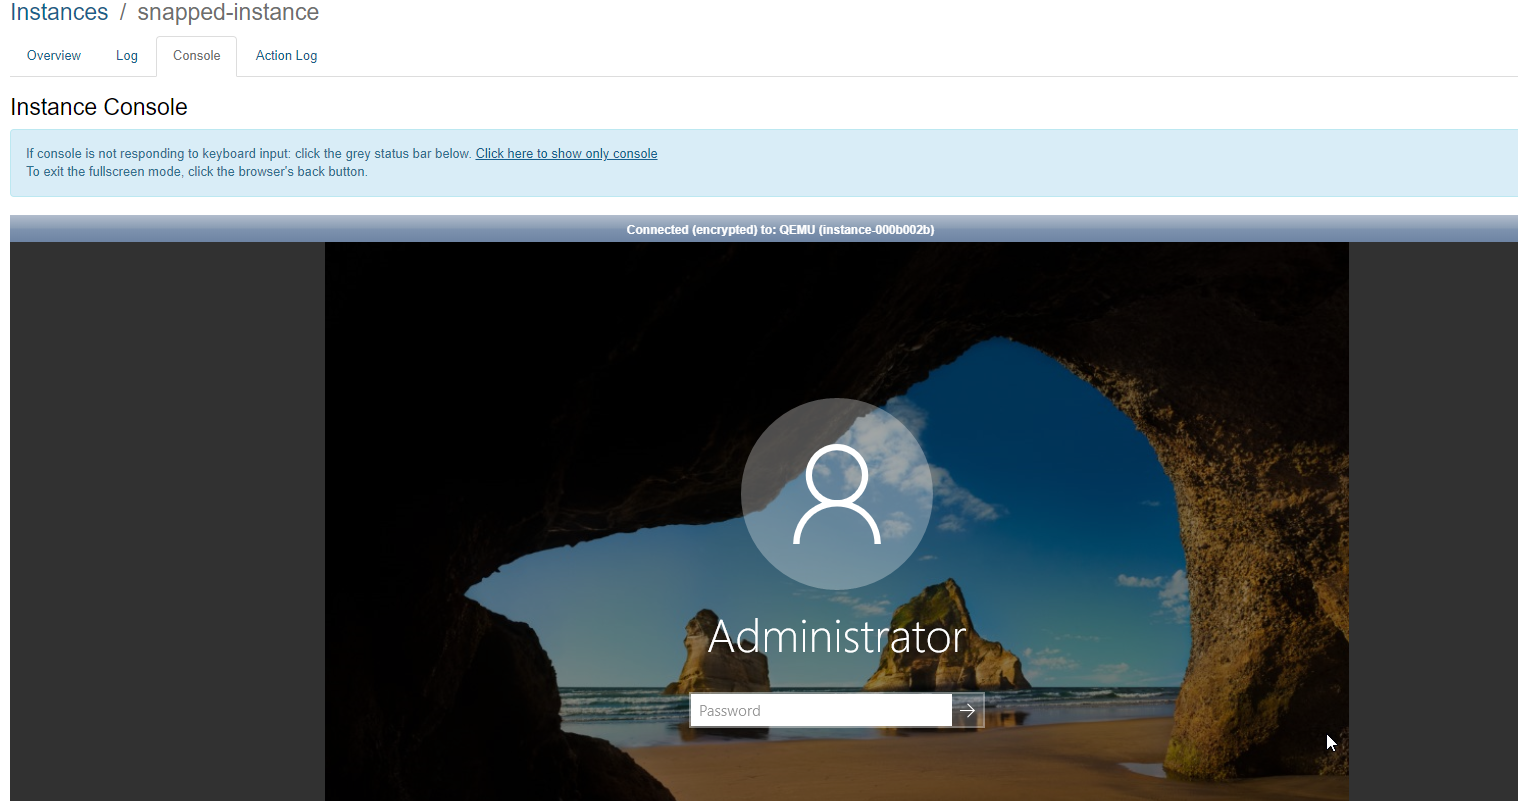 Instances / snapped-instance
Overview Log Console Action Log
Instance Console
If console is not responding to keyboard input: click the grey status bar below. Click here to show only console
To exit the fullscreen mode, click the browser's back button.
Connected (encrypted) to: QEMU (instance-000b002b)
Administrator
Password